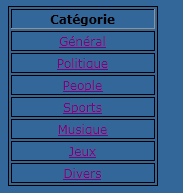 Catégorie
Général
Politique
People
Sports
Musique
Jeux
Divers